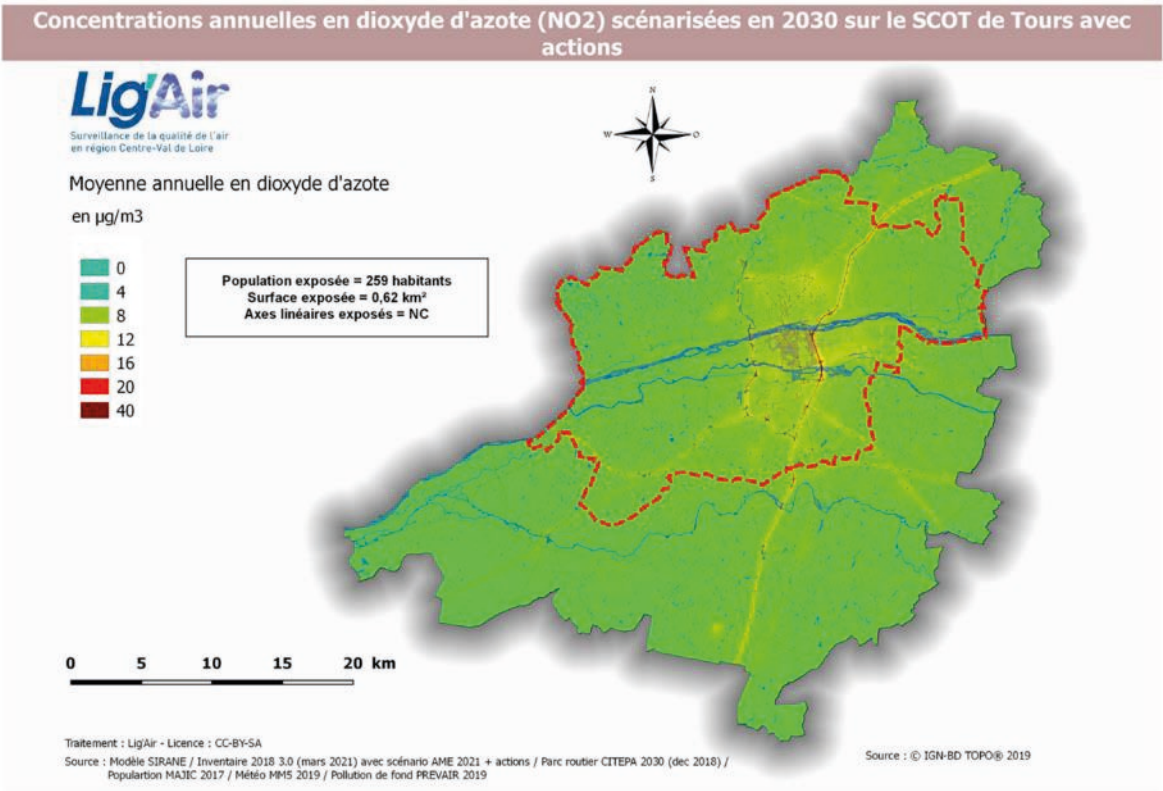 Concentrations annuelles en dioxyde d'azote (NO2) scénarisées en 2030 sur le SCOT de Tours avec
actions
Lig'Air
Surveillance de la qualité de l'air
en région Centre-Val de Loire
N
W
O
S
Moyenne annuelle en dioxyde d'azote
en µg/m3
0
4
8
12
16
20
40
Population exposée = 259 habitants
Surface exposée = 0,62 km²
Axes linéaires exposés = NC
0 5 10 15 20 km
Traitement : Lig'Air - Licence : CC-BY-SA
Source : Modèle SIRANE / Inventaire 2018 3.0 (mars 2021) avec scénario AME 2021 + actions / Parc routier CITEPA 2030 (dec 2018) /
Populartion MAJIC 2017 / Météo MM5 2019 / Pollution de fond PREVAIR 2019
Source : © IGN-BD TOPO® 2019